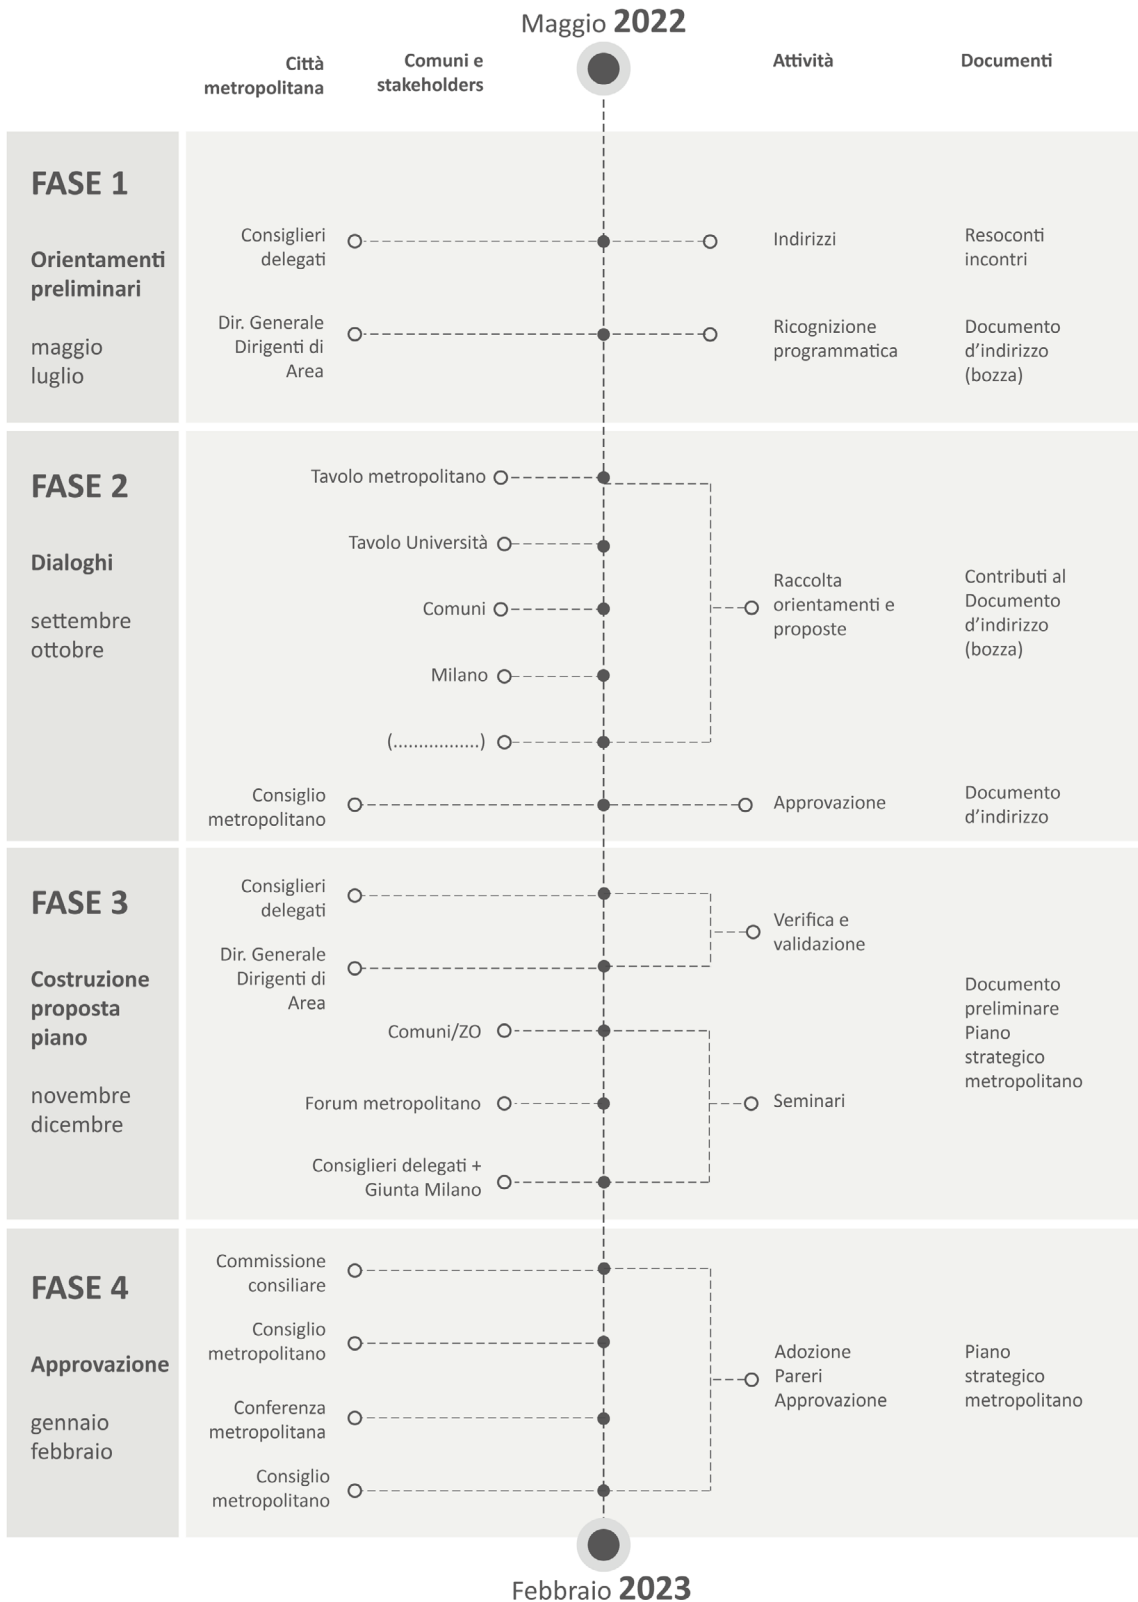 Maggio 2022
Città
metropolitana
Comuni e
stakeholders
Attività
Documenti
FASE 1
Orientamenti
preliminari
maggio
luglio
Consiglieri
delegati
Indirizzi
Resoconti
incontri
Dir. Generale
Dirigenti di
Area
Ricognizione
programmatica
Documento
d’indirizzo
(bozza)
FASE 2
Dialoghi
settembre
ottobre
Tavolo metropolitano
Tavolo Università
Comuni
Milano
(.................)
Raccolta
orientamenti e
proposte
Contributi al
Documento
d’indirizzo
(bozza)
Consiglio
metropolitano
Approvazione
Documento
d’indirizzo
FASE 3
Costruzione
proposta
piano
novembre
dicembre
Consiglieri
delegati
Dir. Generale
Dirigenti di
Area
Verifica e
validazione
Comuni/ZO
Forum metropolitano
Consiglieri delegati +
Giunta Milano
Seminari
Documento
preliminare
Piano
strategico
metropolitano
FASE 4
Approvazione
gennaio
febbraio
Commissione
consiliare
Consiglio
metropolitano
Conferenza
metropolitana
Consiglio
metropolitano
Adozione
Pareri
Approvazione
Piano
strategico
metropolitano
Febbraio 2023